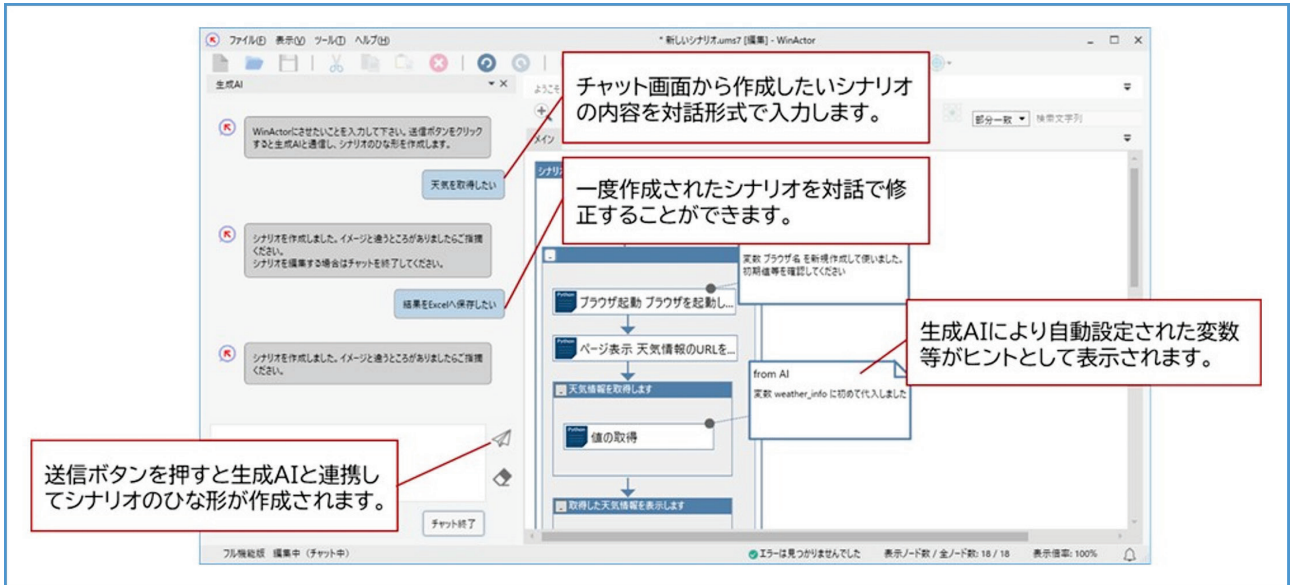 ファイル(F) 表示(V) ツール(T) ヘルプ(H)
* 新しいシナリオ.ums7 [編集] - WinActor
生成AI
ようこそ
チャット画面から作成したいシナリオ
の内容を対話形式で入力します。
部分一致
検索文字列
メイン
WinActorにさせたいことを入力して下さい。送信ボタンをクリック
すると生成AIと通信し、シナリオのひな形を作成します。
天気を取得したい
一度作成されたシナリオを対話で修
正することができます。
シナリオを作成しました。イメージと違うところがありましたらご指摘
ください。
シナリオを編集する場合はチャットを終了してください。
変数 ブラウザ名 を新規作成して使いました。
初期値等を確認してください
結果をExcelへ保存したい
Python
ブラウザ起動 ブラウザを起動し...
生成AIにより自動設定された変数
等がヒントとして表示されます。
シナリオを作成しました。イメージと違うところがありましたらご指摘
ください。
Python
ページ表示 天気情報のURLを...
from AI
変数 weather_info に初めて代入しました
天気情報を取得します
Python
値の取得
送信ボタンを押すと生成AIと連携し
てシナリオのひな形が作成されます。
取得した天気情報を表示します
チャット終了
フル機能版 編集中（チャット中）
エラーは見つかりませんでした
表示ノード数 / 全ノード数: 18 / 18
表示倍率: 100%